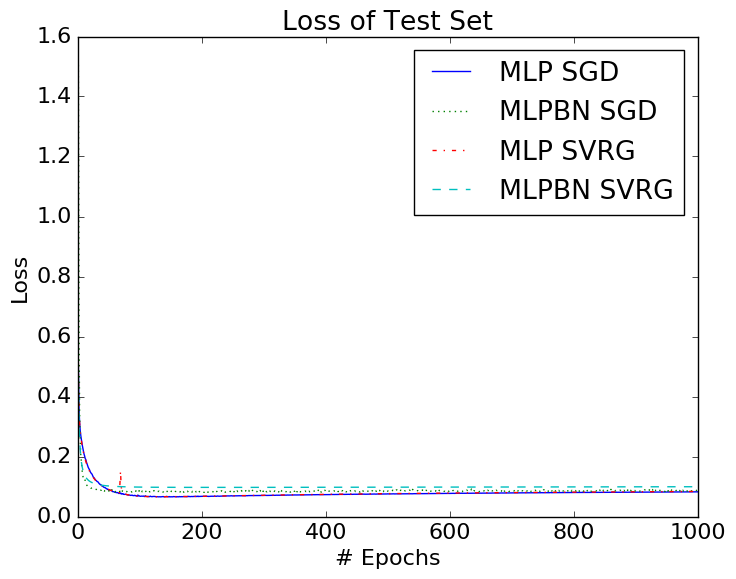 Loss of Test Set
1.6
1.4
1.2
1.0
0.8
0.6
0.4
0.2
0.0
Loss
MLP SGD
MLPBN SGD
MLP SVRG
MLPBN SVRG
0 200 400 600 800 1000
# Epochs